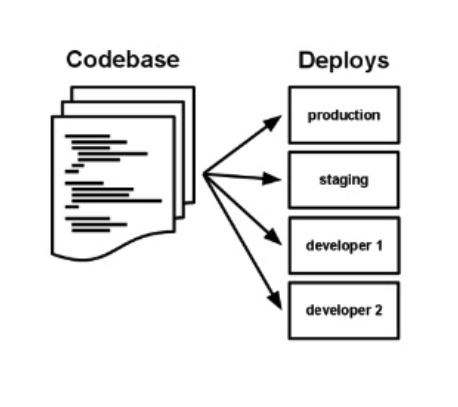 Codebase
Deploys
production
staging
developer 1
developer 2